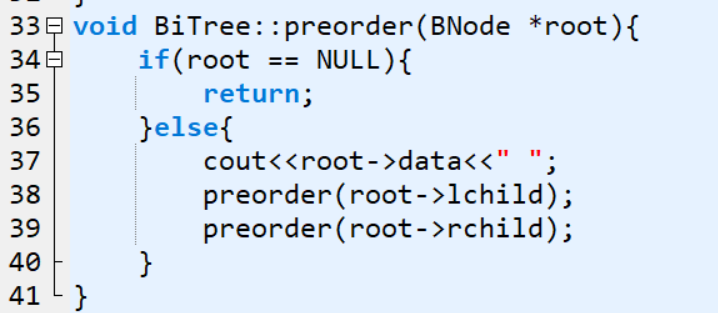 33 void BiTree::preorder(BNode *root){
34     if(root == NULL){
35         return;
36     }else{
37         cout<<root->data<<" ";
38         preorder(root->lchild);
39         preorder(root->rchild);
40     }
41 }